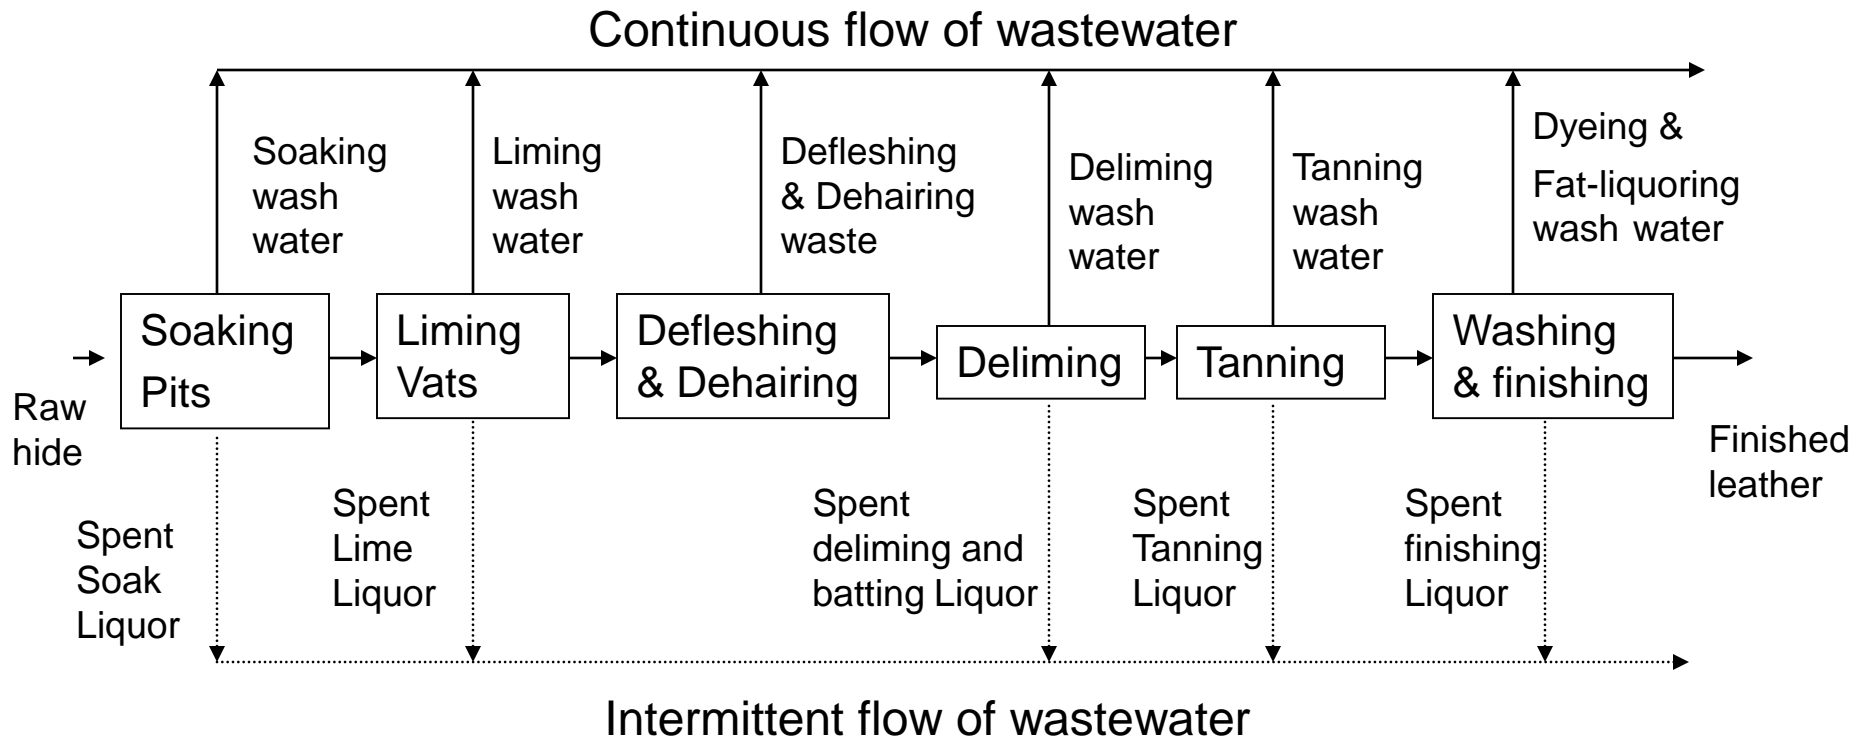 Continuous flow of wastewater
Soaking
wash
water
Liming
wash
water
Defleshing
& Dehairing
waste
Deliming
wash
water
Tanning
wash
water
Dyeing &
Fat-liquoring
wash water
Raw
hide
Soaking
Pits
Liming
Vats
Defleshing
& Dehairing
Deliming
Tanning
Washing
& finishing
Finished
leather
Spent
Soak
Liquor
Spent
Lime
Liquor
Spent
deliming and
batting Liquor
Spent
Tanning
Liquor
Spent
finishing
Liquor
Intermittent flow of wastewater